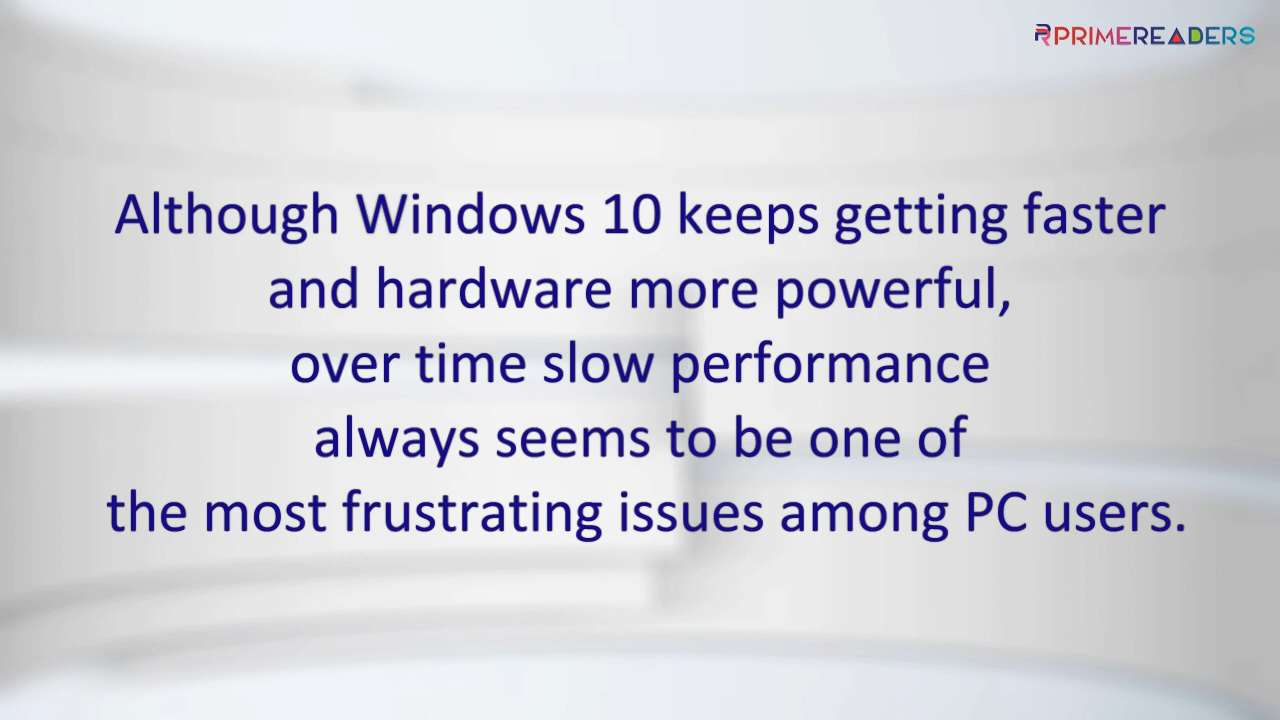 PRIMEREADERS
Although Windows 10 keeps getting faster
and hardware more powerful,
over time slow performance
always seems to be one of
the most frustrating issues among PC users.